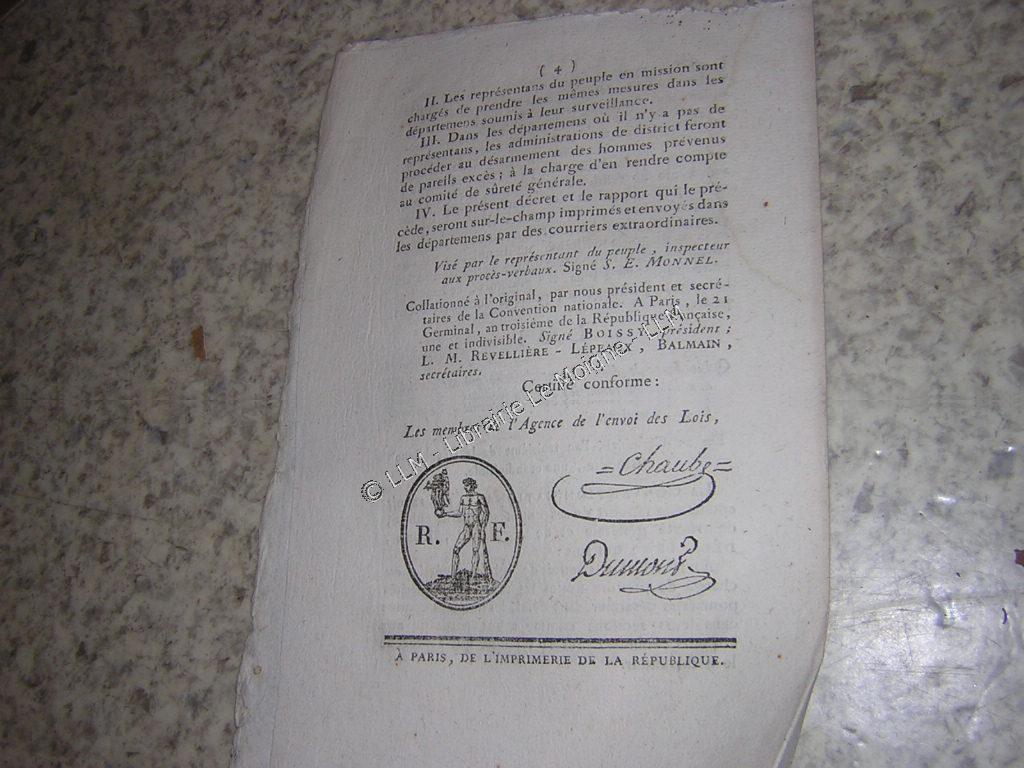 ( 4 )
II. Les représentans du peuple en mission sont
chargés de prendre les mêmes mesures dans les
départemens soumis à leur surveillance.
III. Dans les départemens où il n'y a pas de
représentans, les administrations de district feront
procéder au désarmement des hommes prévenus
de pareils excès ; à la charge d'en rendre compte
au comité de sûreté générale.
IV. Le présent décret et le rapport qui le pré-
cède, seront sur-le-champ imprimés et envoyés dans
les départemens par des courriers extraordinaires.
Visé par le représentant du peuple, inspecteur
aux procès-verbaux. Signé S. E. MONNEL.
Collationné à l'original, par nous président et secré-
taires de la Convention nationale. A Paris, le 21
Germinal, an troisième de la République française,
une et indivisible. Signé BOISSY, président ;
L. M. REVELLIÈRE-LÉPEAUX, BALMAIN,
secrétaires.
Certifié conforme :
Les membres de l'Agence de l'envoi des Lois,
= Chaube =
R. F.
Dumont
À PARIS, DE L'IMPRIMERIE DE LA RÉPUBLIQUE.
© LLM - Librairie Le Moigne - LLM